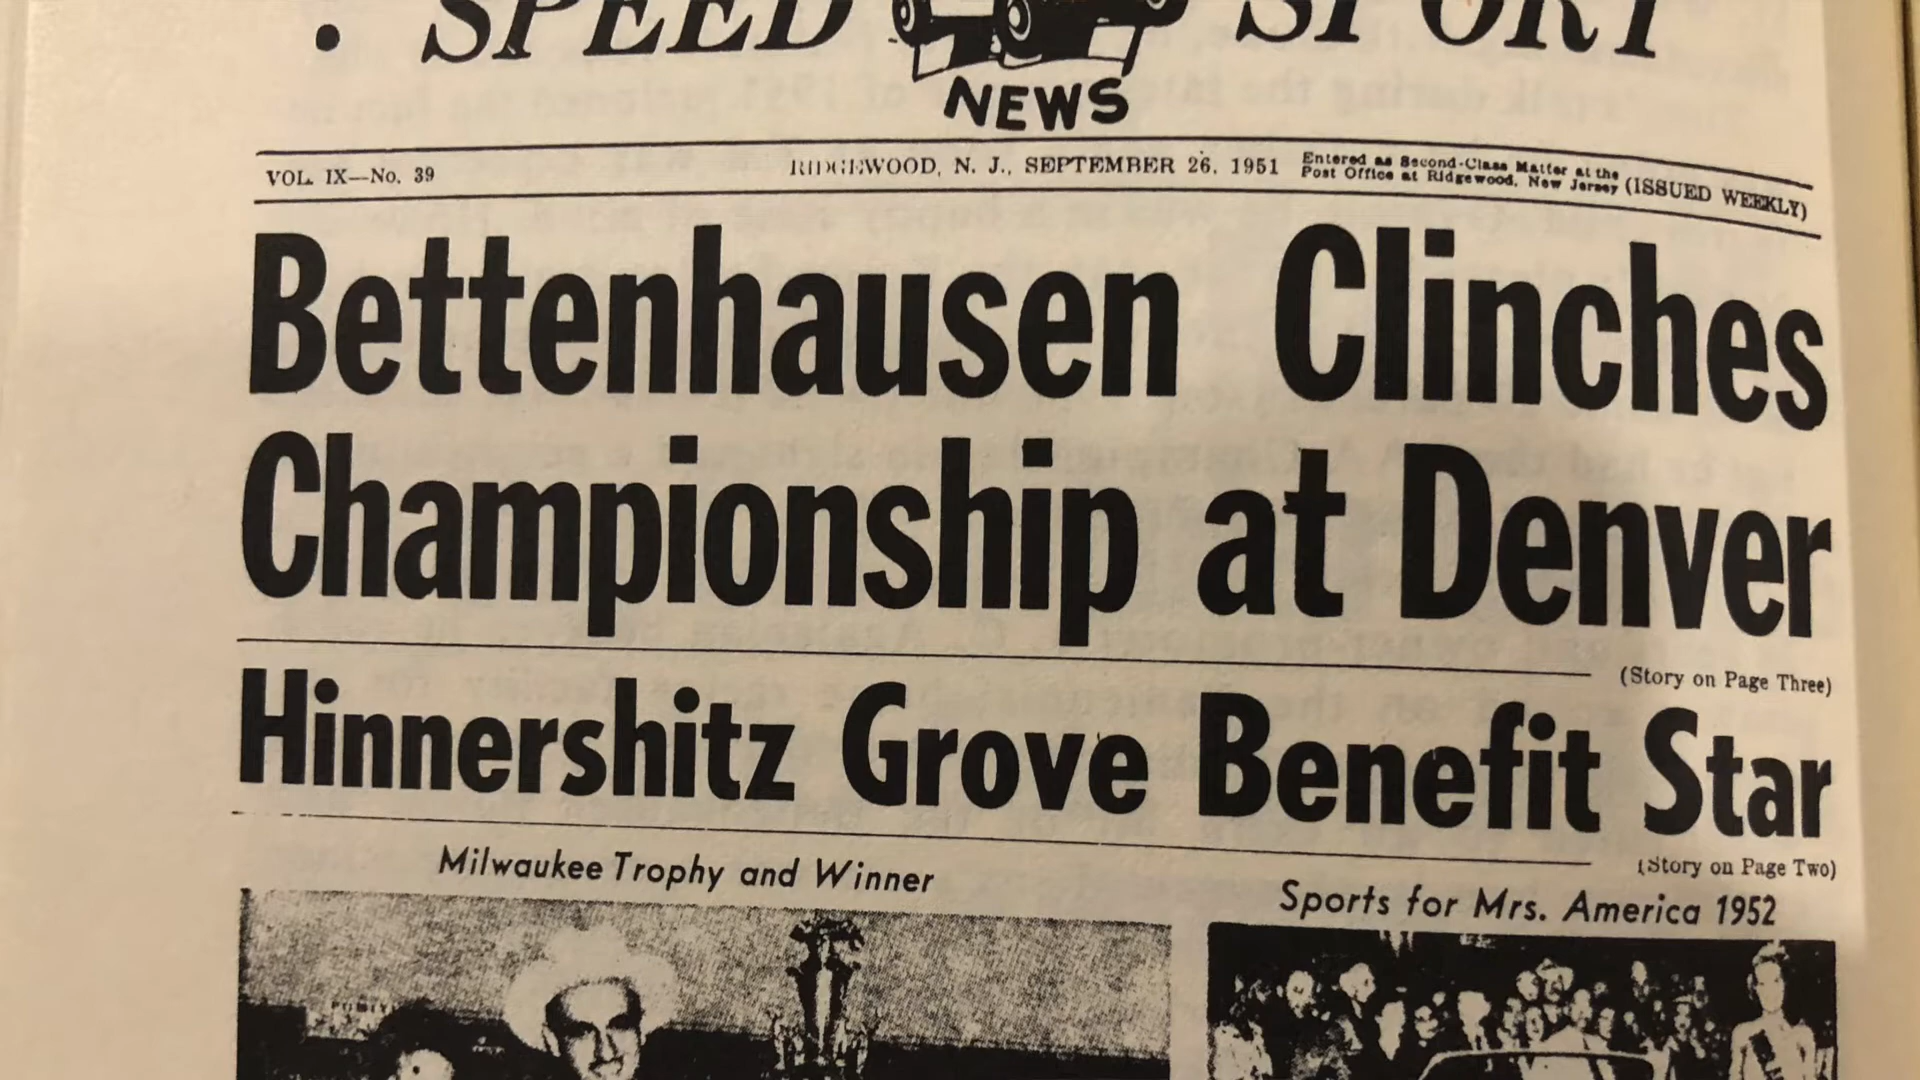 • SPEED SPORT
NEWS
VOL. IX—No. 39 RIDGEWOOD, N. J., SEPTEMBER 26, 1951 Entered as Second-Class Matter at the Post Office at Ridgewood, New Jersey (ISSUED WEEKLY)
Bettenhausen Clinches
Championship at Denver
(Story on Page Three)
Hinnershitz Grove Benefit Star
(Story on Page Two)
Milwaukee Trophy and Winner
Sports for Mrs. America 1952